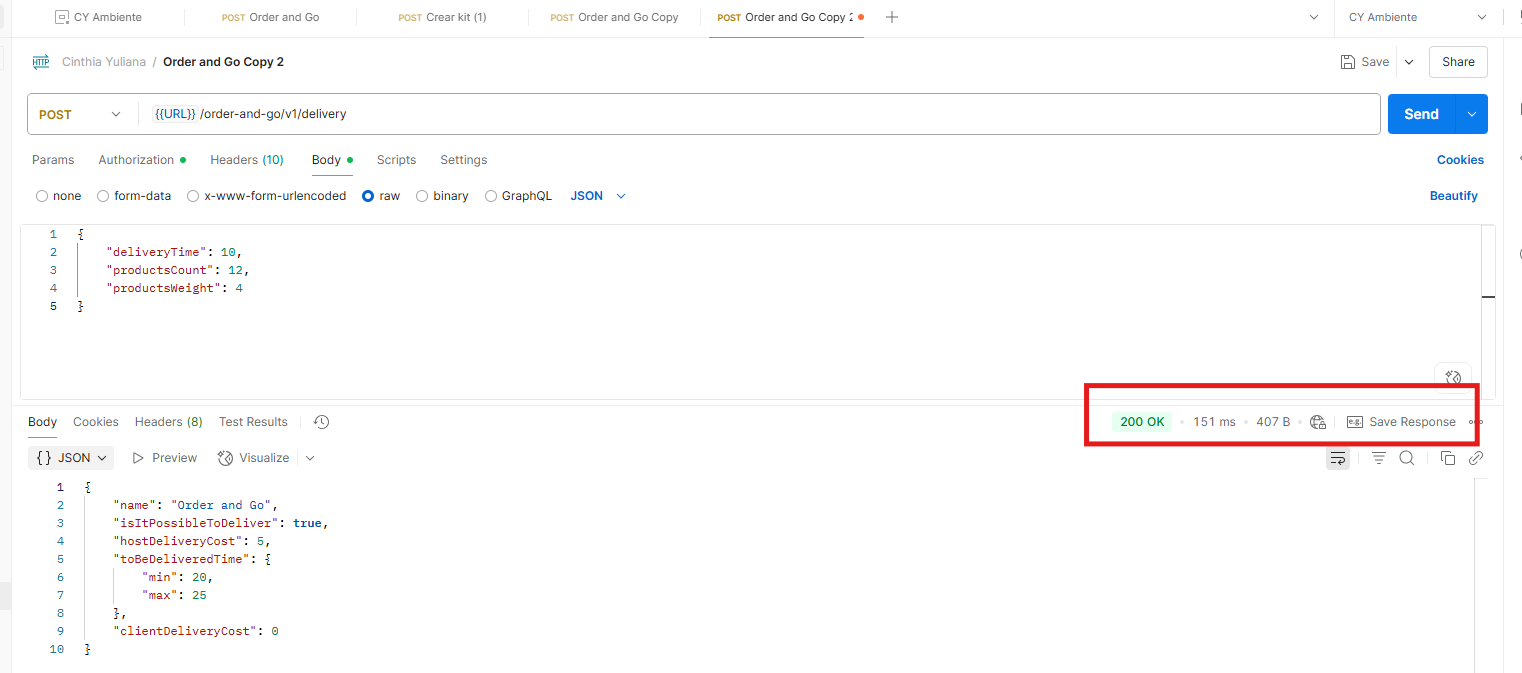 CY Ambiente POST Order and Go POST Crear kit (1) POST Order and Go Copy POST Order and Go Copy 2 CY Ambiente
HTTP Cinthia Yuliana / Order and Go Copy 2 Save Share
POST {{URL}} /order-and-go/v1/delivery Send
Params Authorization Headers (10) Body Scripts Settings Cookies
none form-data x-www-form-urlencoded raw binary GraphQL JSON Beautify
1 {
2 "deliveryTime": 10,
3 "productsCount": 12,
4 "productsWeight": 4
5 }
Body Cookies Headers (8) Test Results 200 OK • 151 ms • 407 B • e.g. Save Response
{} JSON Preview Visualize
1 {
2 "name": "Order and Go",
3 "isItPossibleToDeliver": true,
4 "hostDeliveryCost": 5,
5 "toBeDeliveredTime": {
6 "min": 20,
7 "max": 25
8 },
9 "clientDeliveryCost": 0
10 }